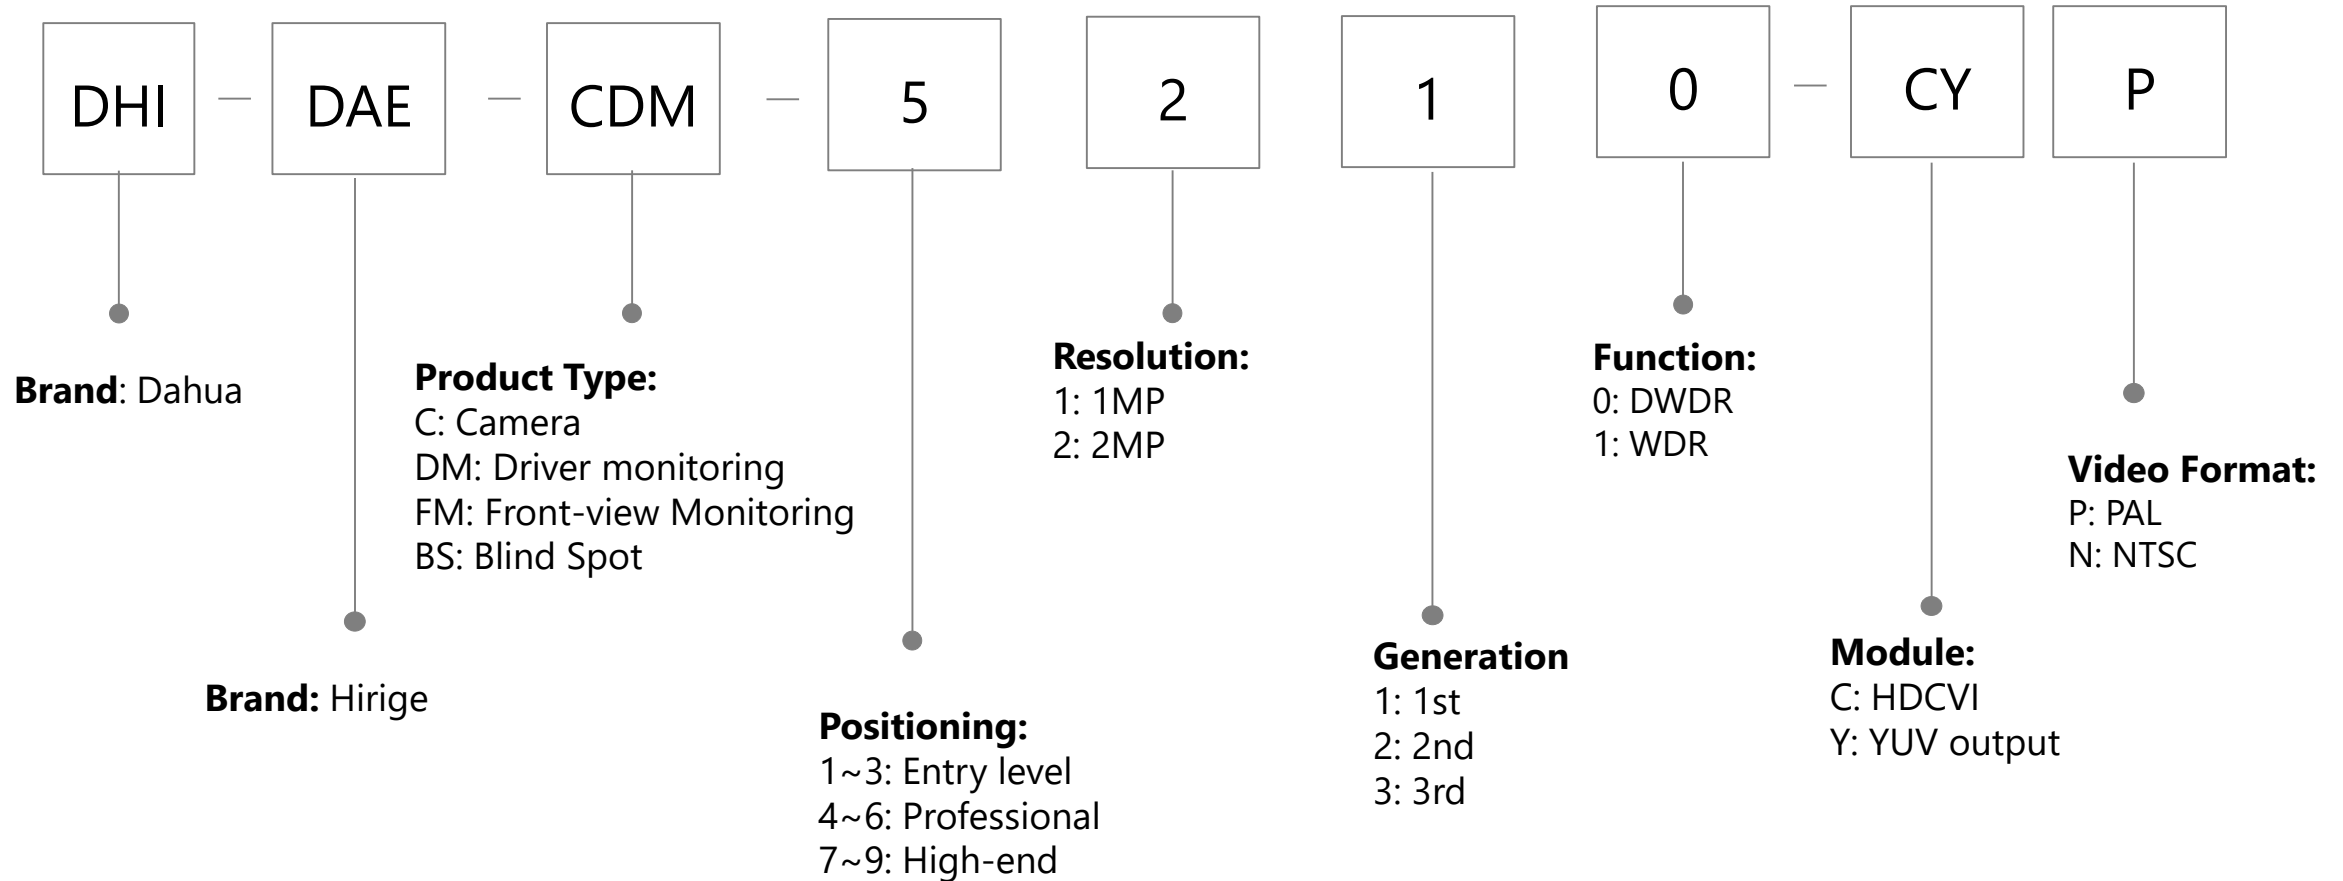 DHI — DAE — CDM — 5 2 1 0 — CY P
Brand: Dahua
Brand: Hirige
Product Type:
C: Camera
DM: Driver monitoring
FM: Front-view Monitoring
BS: Blind Spot
Positioning:
1~3: Entry level
4~6: Professional
7~9: High-end
Resolution:
1: 1MP
2: 2MP
Generation
1: 1st
2: 2nd
3: 3rd
Function:
0: DWDR
1: WDR
Module:
C: HDCVI
Y: YUV output
Video Format:
P: PAL
N: NTSC